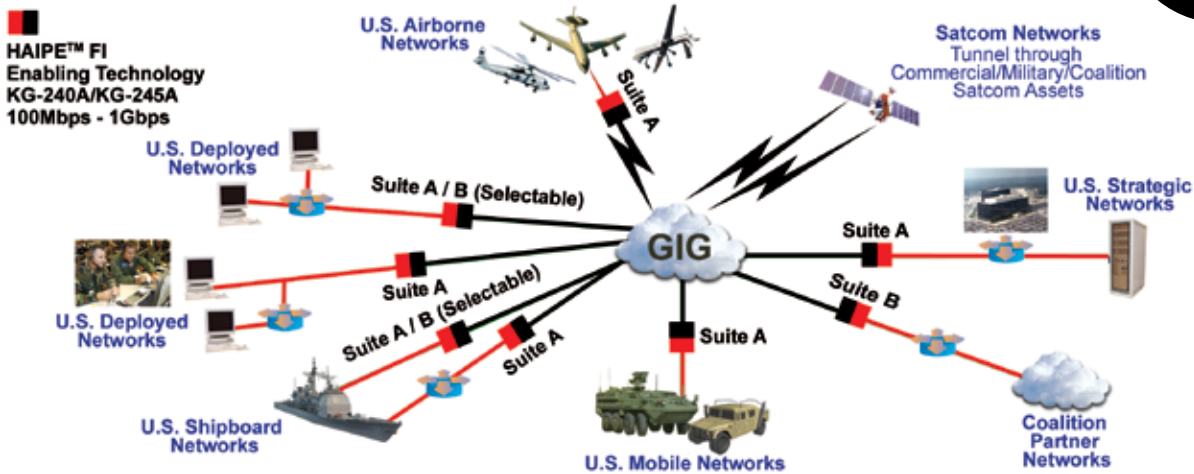 HAIPE™ FI
Enabling Technology
KG-240A/KG-245A
100Mbps - 1Gbps
U.S. Airborne
Networks
Suite A
Satcom Networks
Tunnel through
Commercial/Military/Coalition
Satcom Assets
U.S. Deployed
Networks
Suite A / B (Selectable)
U.S. Strategic
Networks
Suite A
GIG
Suite A
U.S. Deployed
Networks
Suite A / B (Selectable)
Suite A
Suite B
Suite A
U.S. Shipboard
Networks
U.S. Mobile Networks
Coalition
Partner
Networks